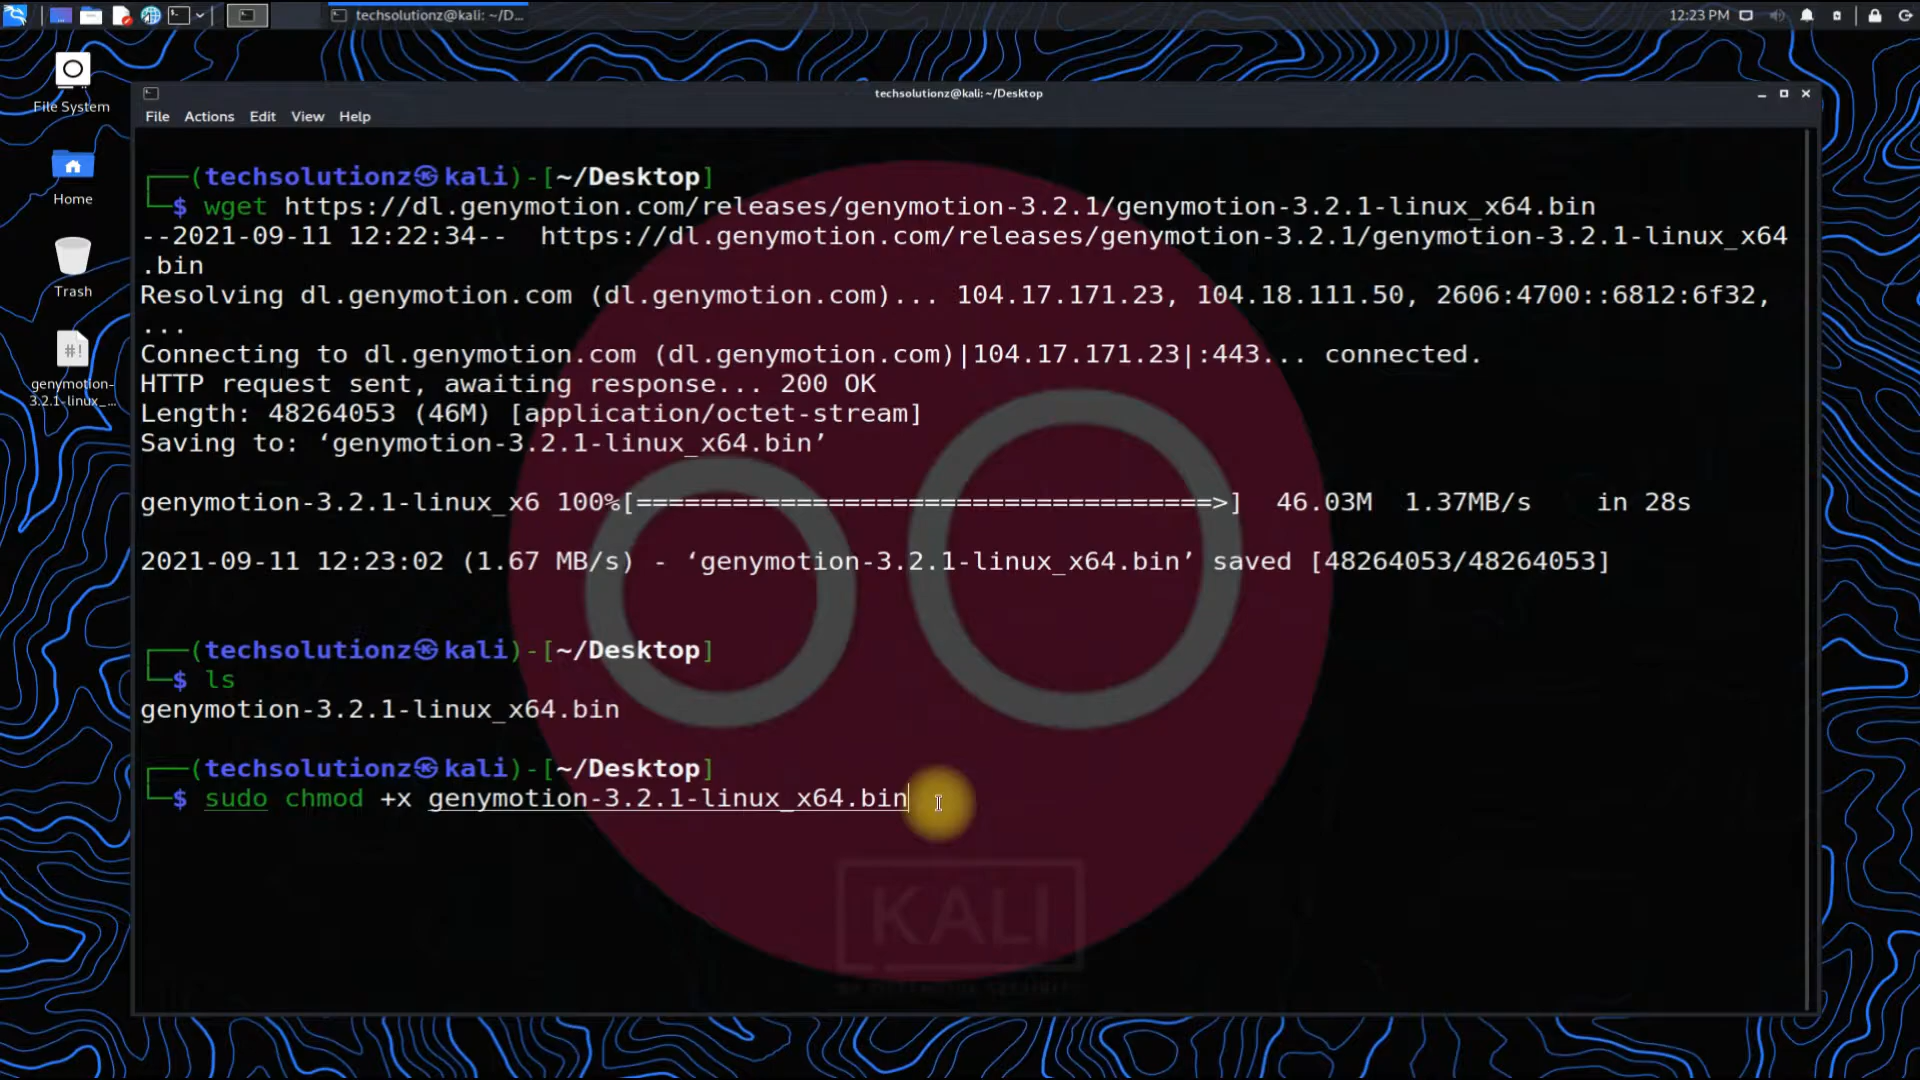 techsolutionz@kali: ~/D...
12:23 PM
File System
Home
Trash
#!
genymotion-
3.2.1-linux_...
techsolutionz@kali: ~/Desktop
File Actions Edit View Help
┌──(techsolutionz㉿kali)-[~/Desktop]
└─$ wget https://dl.genymotion.com/releases/genymotion-3.2.1/genymotion-3.2.1-linux_x64.bin
--2021-09-11 12:22:34--  https://dl.genymotion.com/releases/genymotion-3.2.1/genymotion-3.2.1-linux_x64
.bin
Resolving dl.genymotion.com (dl.genymotion.com)... 104.17.171.23, 104.18.111.50, 2606:4700::6812:6f32,
...
Connecting to dl.genymotion.com (dl.genymotion.com)|104.17.171.23|:443... connected.
HTTP request sent, awaiting response... 200 OK
Length: 48264053 (46M) [application/octet-stream]
Saving to: ‘genymotion-3.2.1-linux_x64.bin’
genymotion-3.2.1-linux_x6 100%[====================================>]  46.03M  1.37MB/s    in 28s
2021-09-11 12:23:02 (1.67 MB/s) - ‘genymotion-3.2.1-linux_x64.bin’ saved [48264053/48264053]
┌──(techsolutionz㉿kali)-[~/Desktop]
└─$ ls
genymotion-3.2.1-linux_x64.bin
┌──(techsolutionz㉿kali)-[~/Desktop]
└─$ sudo chmod +x genymotion-3.2.1-linux_x64.bin
KALI